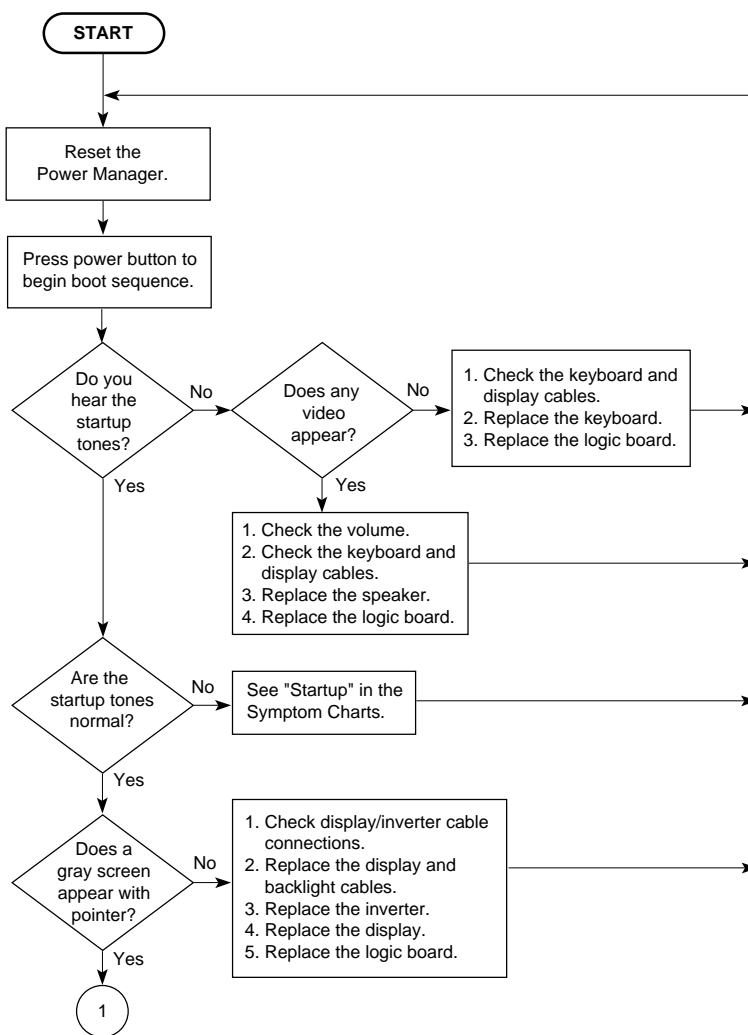 START
Reset the
Power Manager.
Press power button to
begin boot sequence.
Do you
hear the
startup
tones?
No
Does any
video
appear?
No
1. Check the keyboard and
display cables.
2. Replace the keyboard.
3. Replace the logic board.
Yes
Yes
1. Check the volume.
2. Check the keyboard and
display cables.
3. Replace the speaker.
4. Replace the logic board.
Are the
startup tones
normal?
No
See "Startup" in the
Symptom Charts.
Yes
Does a
gray screen
appear with
pointer?
No
1. Check display/inverter cable
connections.
2. Replace the display and
backlight cables.
3. Replace the inverter.
4. Replace the display.
5. Replace the logic board.
Yes
1